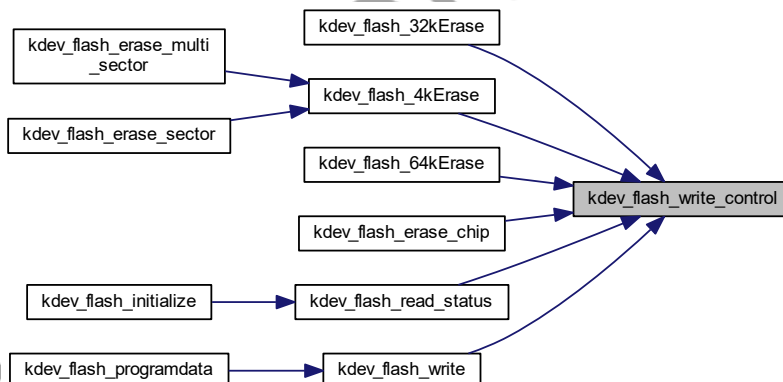 kdev_flash_32kErase
kdev_flash_erase_multi
_sector
kdev_flash_4kErase
kdev_flash_erase_sector
kdev_flash_64kErase
kdev_flash_write_control
kdev_flash_erase_chip
kdev_flash_initialize
kdev_flash_read_status
kdev_flash_programdata
kdev_flash_write